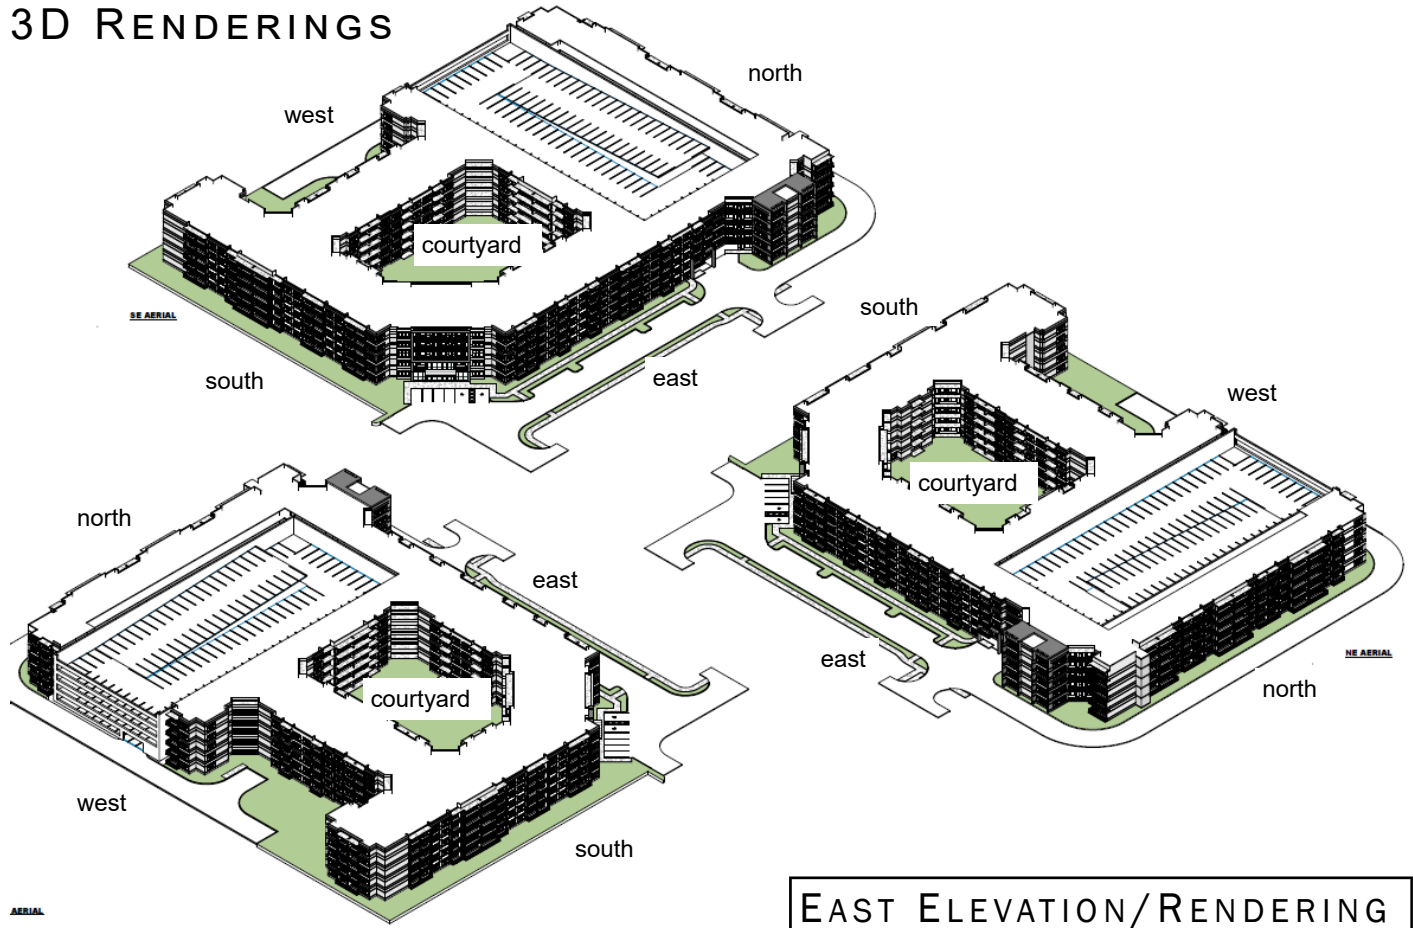 3D RENDERINGS
north
west
courtyard
SE AERIAL
south
east
south
west
courtyard
east
NE AERIAL
north
north
east
courtyard
west
south
AERIAL
EAST ELEVATION/RENDERING